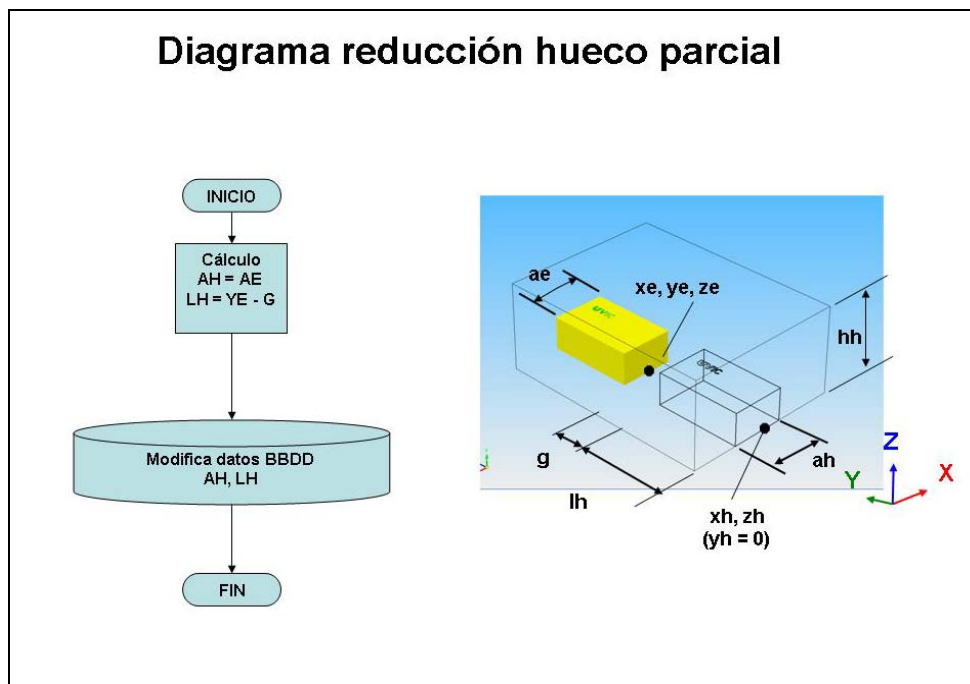 Diagrama reducción hueco parcial
INICIO
Cálculo
AH = AE
LH = YE - G
Modifica datos BBDD
AH, LH
FIN
ae
xe, ye, ze
UVIC
hh
g
lh
ah
xh, zh
(yh = 0)
Z
Y
X